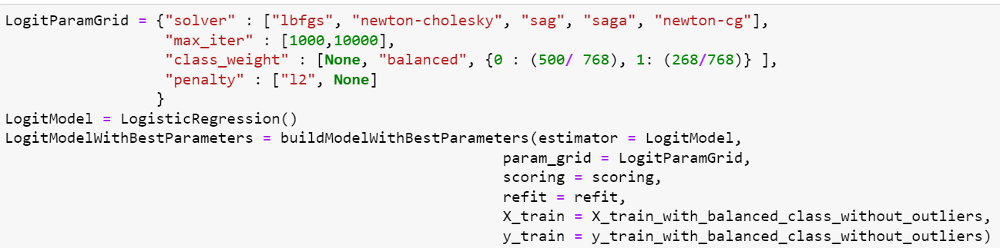 LogitParamGrid = {"solver" : ["lbfgs", "newton-cholesky", "sag", "saga", "newton-cg"],
"max_iter" : [1000,10000],
"class_weight" : [None, "balanced", {0 : (500/ 768), 1: (268/768)} ],
"penalty" : ["l2", None]
}
LogitModel = LogisticRegression()
LogitModelWithBestParameters = buildModelWithBestParameters(estimator = LogitModel,
param_grid = LogitParamGrid,
scoring = scoring,
refit = refit,
X_train = X_train_with_balanced_class_without_outliers,
y_train = y_train_with_balanced_class_without_outliers)